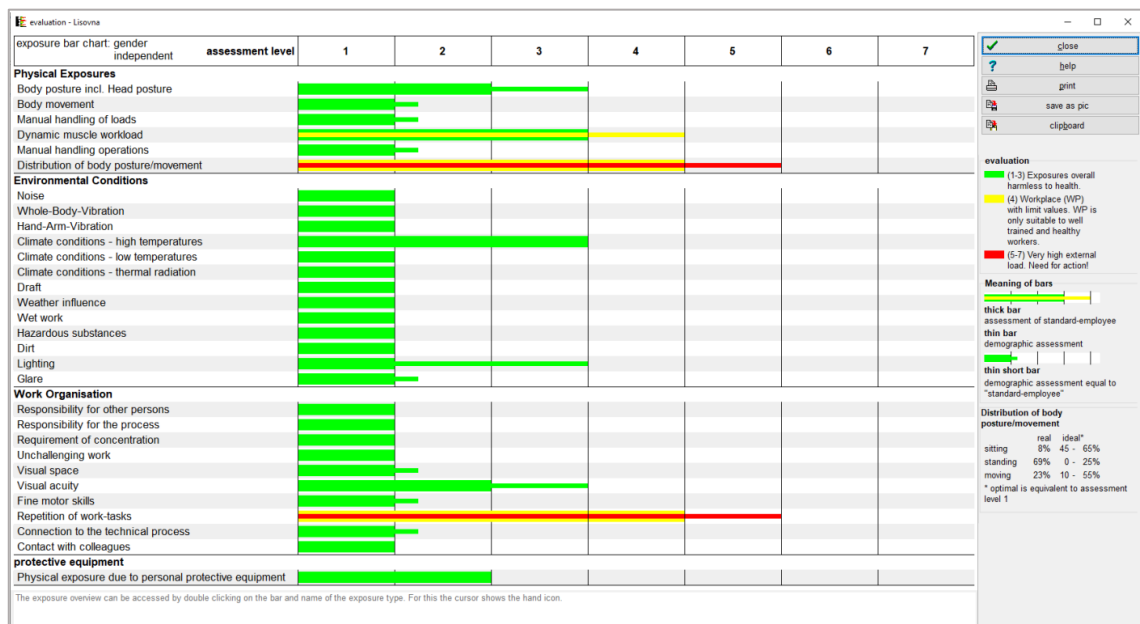 evaluation - Lisovna
exposure bar chart: gender independent assessment level 1 2 3 4 5 6 7
Physical Exposures
Body posture incl. Head posture
Body movement
Manual handling of loads
Dynamic muscle workload
Manual handling operations
Distribution of body posture/movement
Environmental Conditions
Noise
Whole-Body-Vibration
Hand-Arm-Vibration
Climate conditions - high temperatures
Climate conditions - low temperatures
Climate conditions - thermal radiation
Draft
Weather influence
Wet work
Hazardous substances
Dirt
Lighting
Glare
Work Organisation
Responsibility for other persons
Responsibility for the process
Requirement of concentration
Unchallenging work
Visual space
Visual acuity
Fine motor skills
Repetition of work-tasks
Connection to the technical process
Contact with colleagues
protective equipment
Physical exposure due to personal protective equipment
The exposure overview can be accessed by double clicking on the bar and name of the exposure type. For this the cursor shows the hand icon.
close
help
print
save as pic
clipboard
evaluation
(1-3) Exposures overall
harmless to health.
(4) Workplace (WP)
with limit values. WP is
only suitable to well
trained and healthy
workers.
(5-7) Very high external
load. Need for action!
Meaning of bars
thick bar
assessment of standard-employee
thin bar
demographic assessment
thin short bar
demographic assessment equal to
"standard-employee"
Distribution of body
posture/movement
real ideal*
sitting 8% 45 - 65%
standing 69% 0 - 25%
moving 23% 10 - 55%
* optimal is equivalent to assessment
level 1